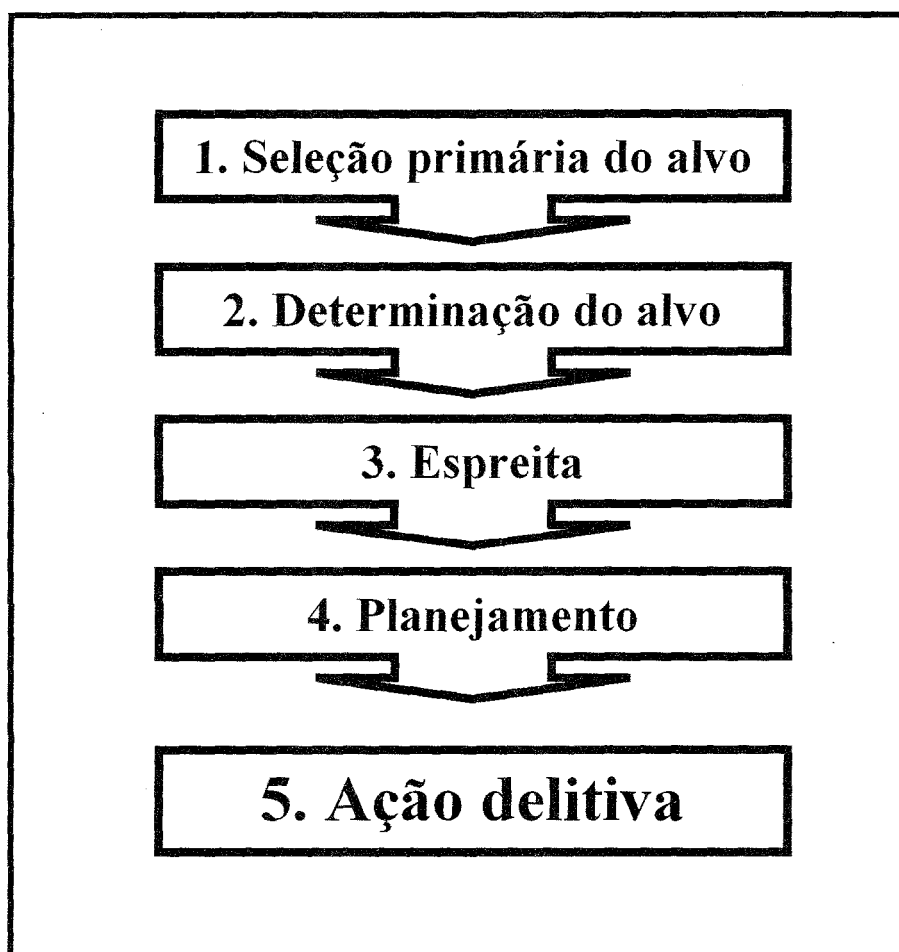 1. Seleção primária do alvo
2. Determinação do alvo
3. Espreita
4. Planejamento
5. Ação delitiva